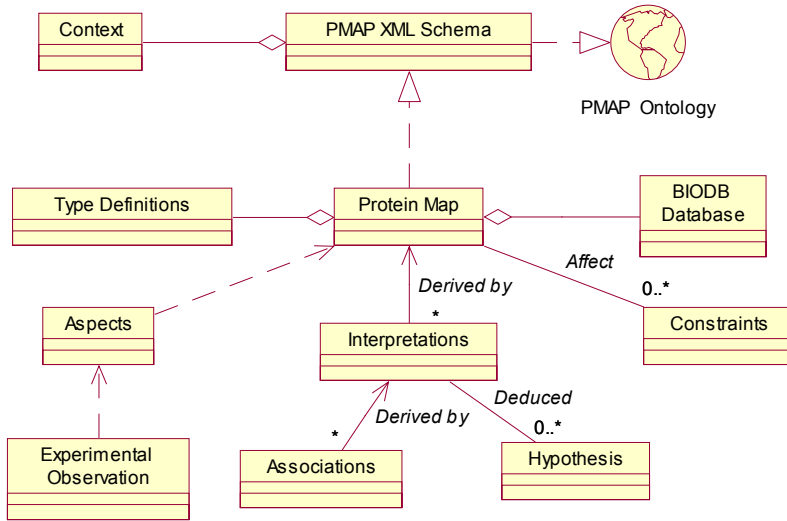 Context
PMAP XML Schema
PMAP Ontology
Type Definitions
Protein Map
BIODB
Database
Affect
0..*
Derived by
*
Aspects
Interpretations
Constraints
Derived by
*
Deduced
0..*
Experimental
Observation
Associations
Hypothesis